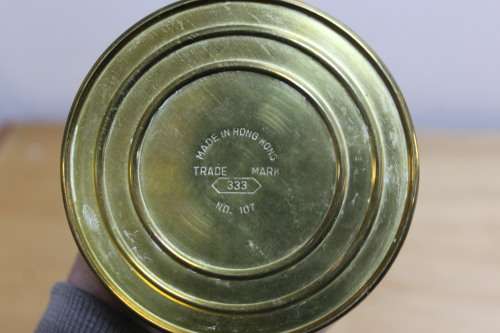 MADE IN HONG KONG
TRADE MARK
333
NO. 107